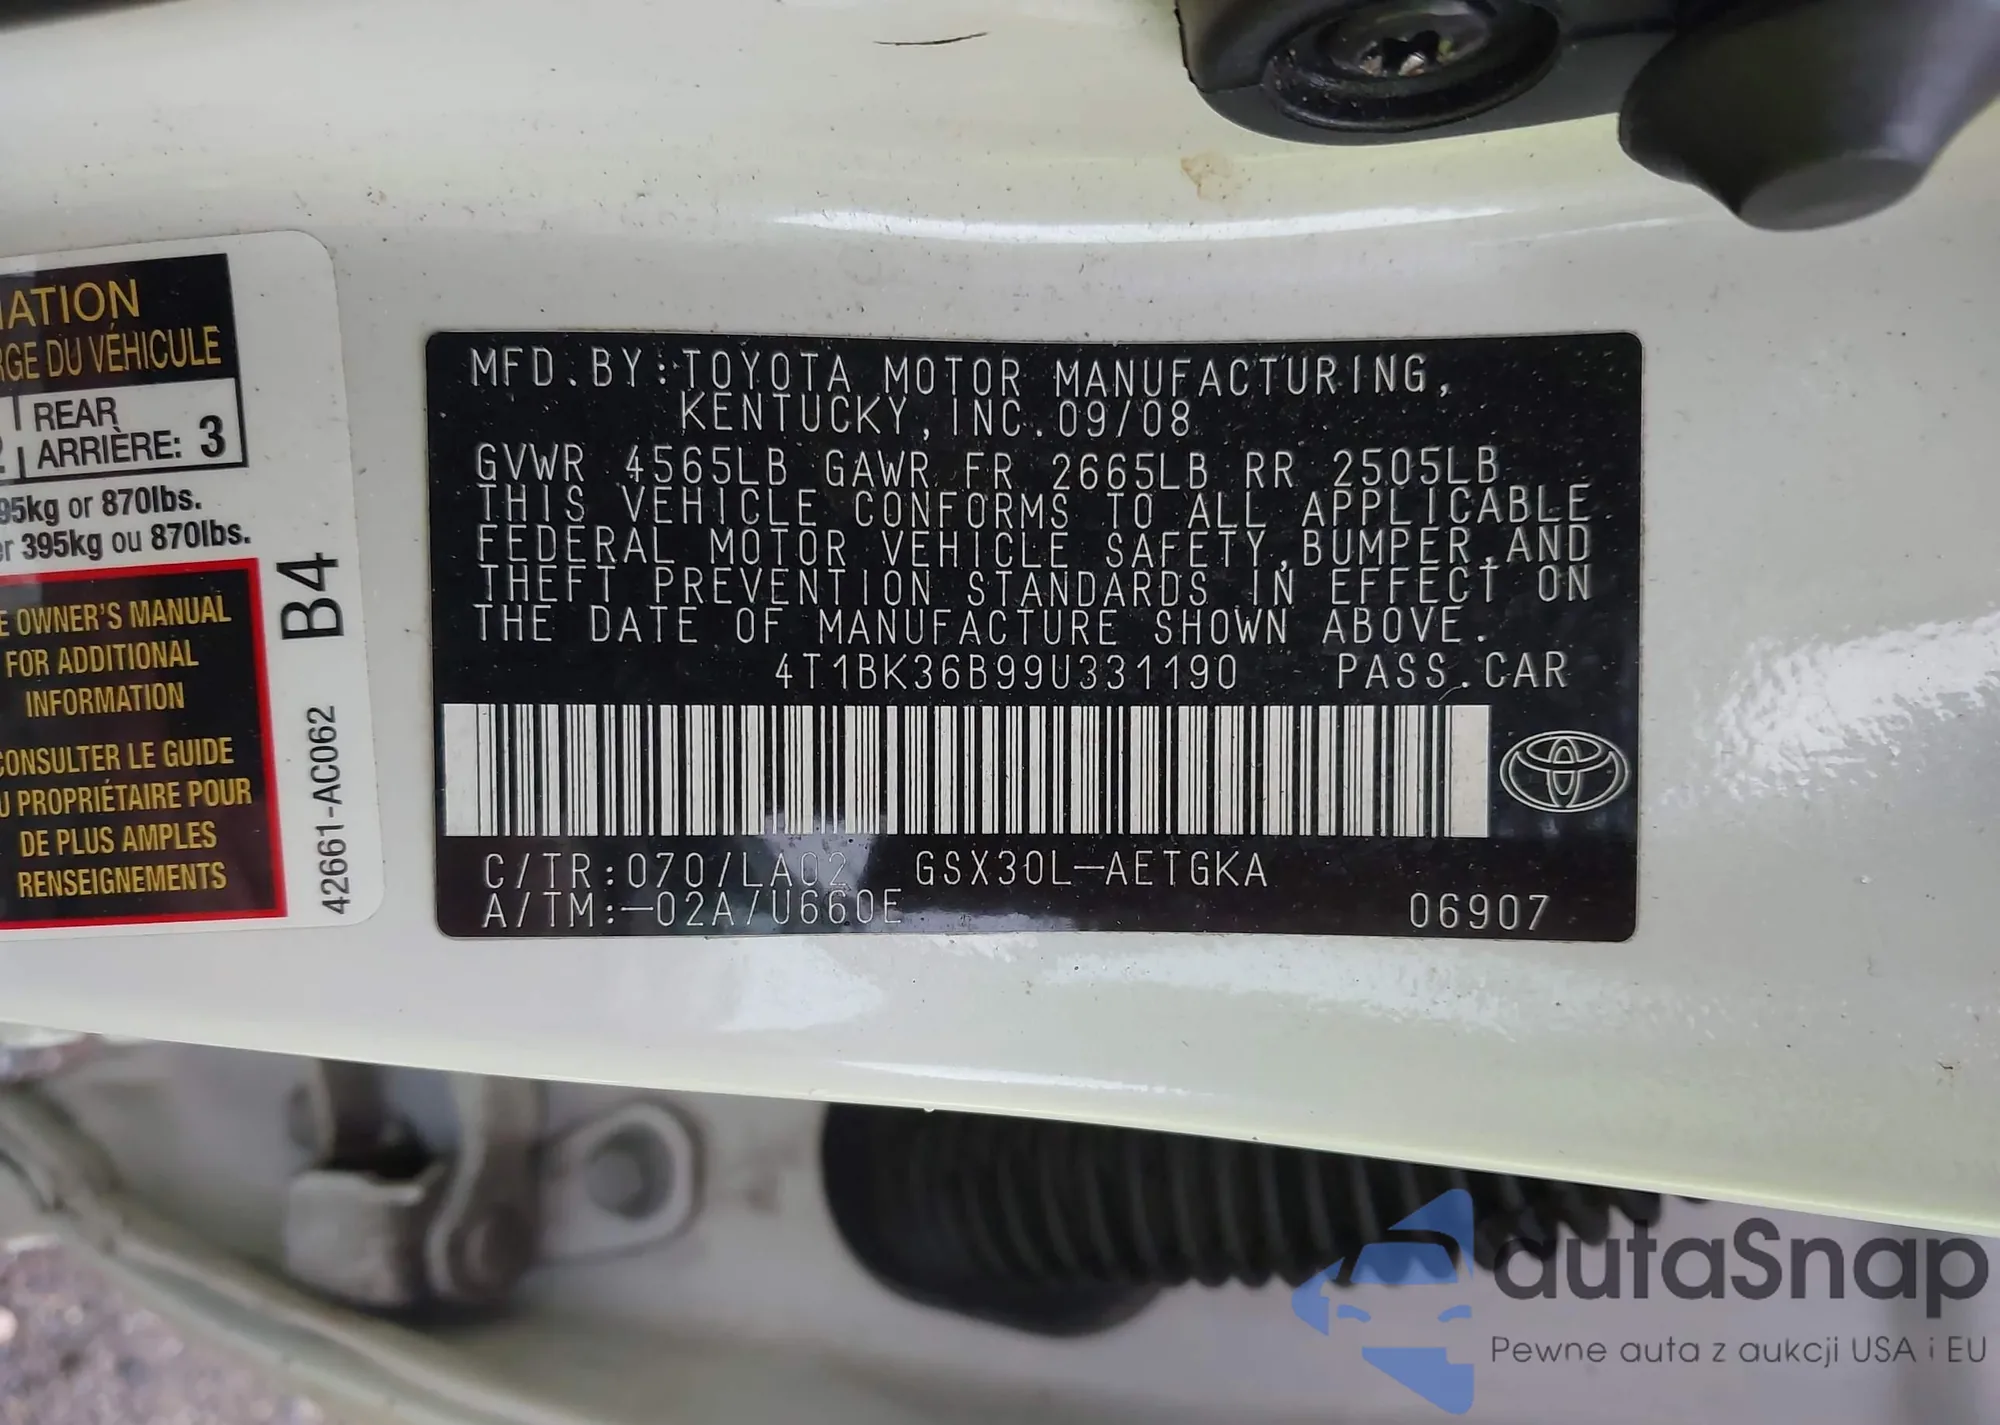 MATION
RGE DU VÉHICULE
REAR
ARRIÈRE: 3
395kg or 870lbs.
395kg ou 870lbs.
OWNER'S MANUAL
FOR ADDITIONAL
INFORMATION
CONSULTER LE GUIDE
PROPRIÉTAIRE POUR
DE PLUS AMPLES
RENSEIGNEMENTS
B4
42661-AC062
MFD.BY:TOYOTA MOTOR MANUFACTURING,
KENTUCKY,INC.09/08
GVWR 4565LB GAWR FR 2665LB RR 2505LB
THIS VEHICLE CONFORMS TO ALL APPLICABLE
FEDERAL MOTOR VEHICLE SAFETY,BUMPER,AND
THEFT PREVENTION STANDARDS IN EFFECT ON
THE DATE OF MANUFACTURE SHOWN ABOVE.
4T1BK36B99U331190 PASS.CAR
C/TR:070/LA02 GSX30L-AETGKA
A/TM:-02A/U660E 06907
autaSnap
Pewne auta z aukcji USA i EU